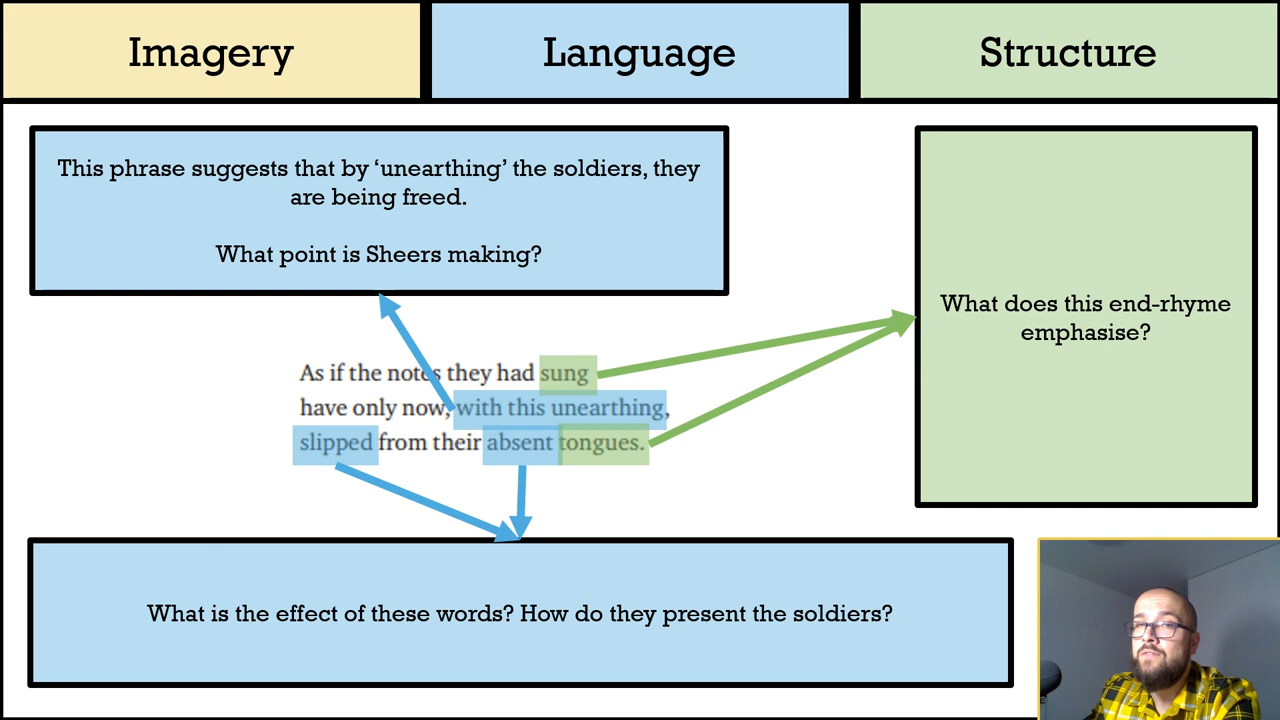 Imagery
Language
Structure
This phrase suggests that by ‘unearthing’ the soldiers, they
are being freed.
What point is Sheers making?
What does this end-rhyme
emphasise?
As if the notes they had sung
have only now, with this unearthing,
slipped from their absent tongues.
What is the effect of these words? How do they present the soldiers?